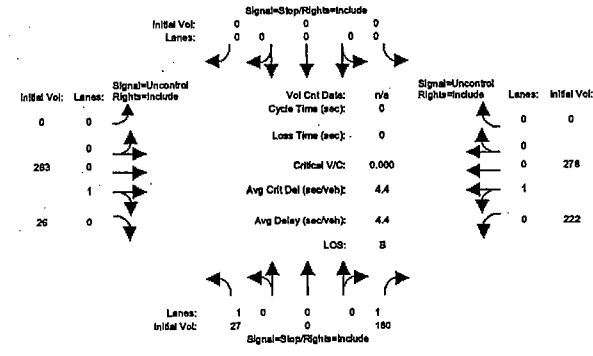 Signal=Stop/Rights=Include
Initial Vol: 0 0 0
Lanes: 0 0 0 0 0
Signal=Uncontrol
Initial Vol: Lanes: Rights=Include
Vol Cnt Date: n/a
Cycle Time (sec): 0
Signal=Uncontrol
Rights=Include Lanes: Initial Vol:
0 0
Loss Time (sec): 0
0 0
0
0
283 0
Critical V/C: 0.000
0 278
1
Avg Crit Del (sec/veh): 4.4
1
26 0
Avg Delay (sec/veh): 4.4
0 222
LOS: B
Lanes: 1 0 0 0 1
Initial Vol: 27 0 180
Signal=Stop/Rights=Include